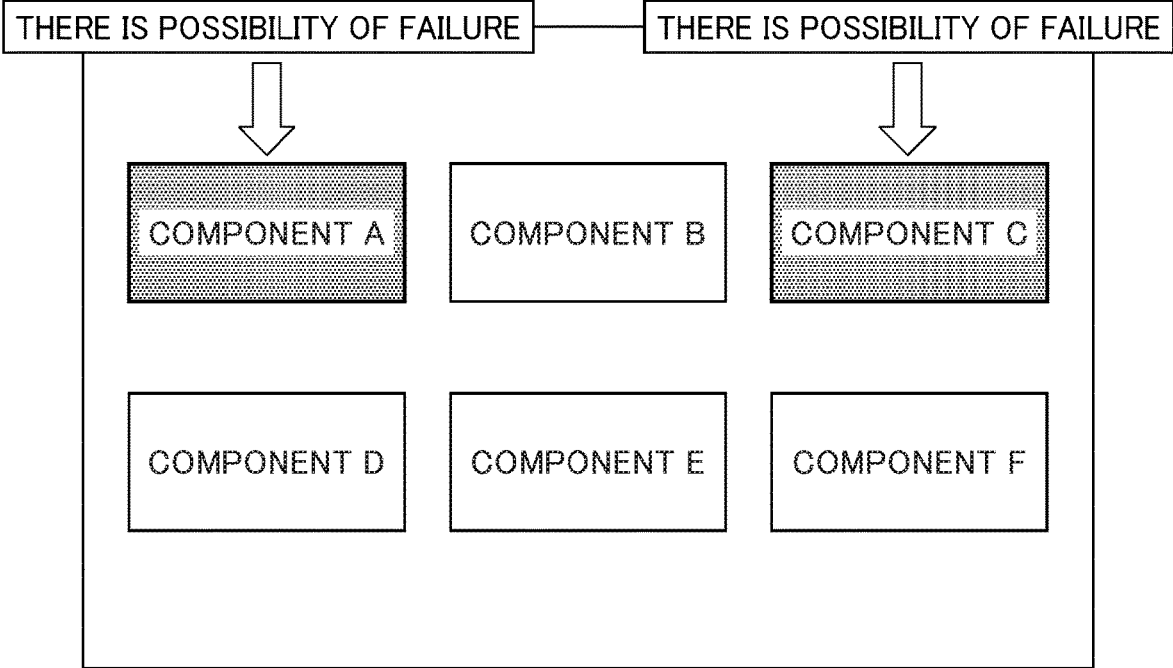 THERE IS POSSIBILITY OF FAILURE
THERE IS POSSIBILITY OF FAILURE
COMPONENT A
COMPONENT B
COMPONENT C
COMPONENT D
COMPONENT E
COMPONENT F